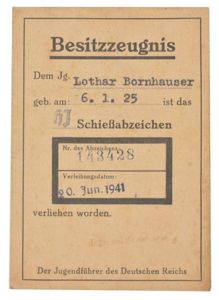 Besitzzeugnis
Dem Jg. Lothar Bornhauser
geb. am: 6. 1. 25 ist das
HJ Schießabzeichen
Nr. des Abzeichens:
143428
Verleihungsdatum:
20. Jun. 1941
verliehen worden.
Der Jugendführer des Deutschen Reichs